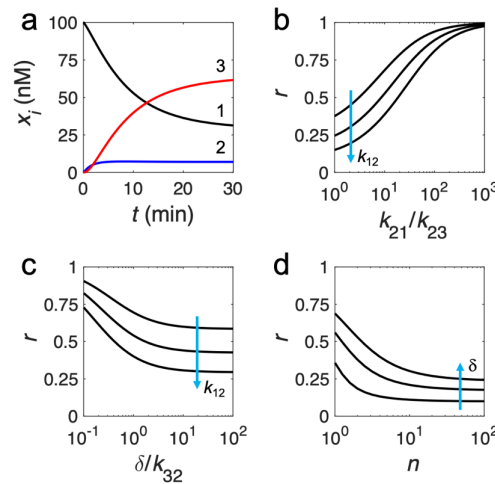 a
100
75
50
25
0
x_i (nM)
3
1
2
0 10 20 30
t (min)
b
1
0.75
0.5
0.25
0
r
k_12
10^0 10^1 10^2 10^3
k_21/k_23
c
1
0.75
0.5
0.25
0
r
k_12
10^-1 10^0 10^1 10^2
δ/k_32
d
1
0.75
0.5
0.25
0
r
δ
10^0 10^1 10^2
n